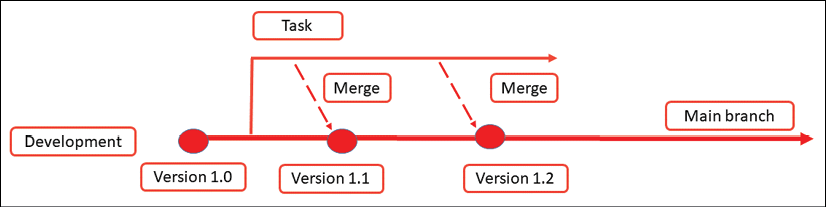 Task
Merge
Merge
Main branch
Development
Version 1.0
Version 1.1
Version 1.2